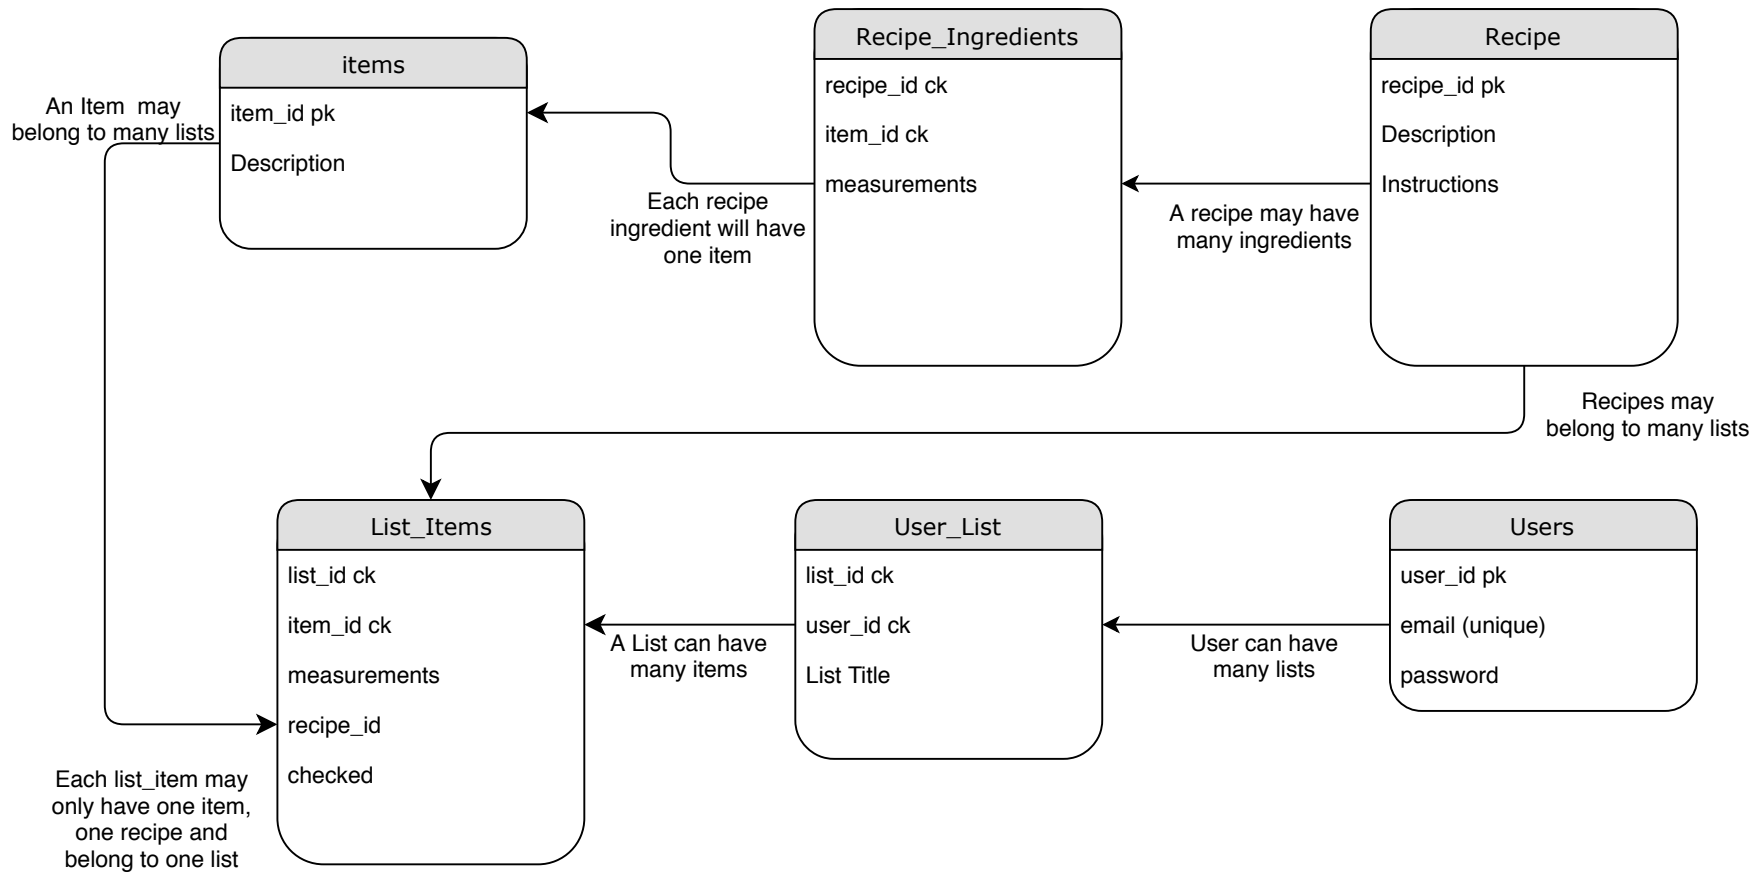 items
item_id pk
Description
An Item may
belong to many lists
Recipe_Ingredients
recipe_id ck
item_id ck
measurements
Each recipe
ingredient will have
one item
Recipe
recipe_id pk
Description
Instructions
A recipe may have
many ingredients
Recipes may
belong to many lists
List_Items
list_id ck
item_id ck
measurements
recipe_id
checked
Each list_item may
only have one item,
one recipe and
belong to one list
User_List
list_id ck
user_id ck
List Title
A List can have
many items
Users
user_id pk
email (unique)
password
User can have
many lists